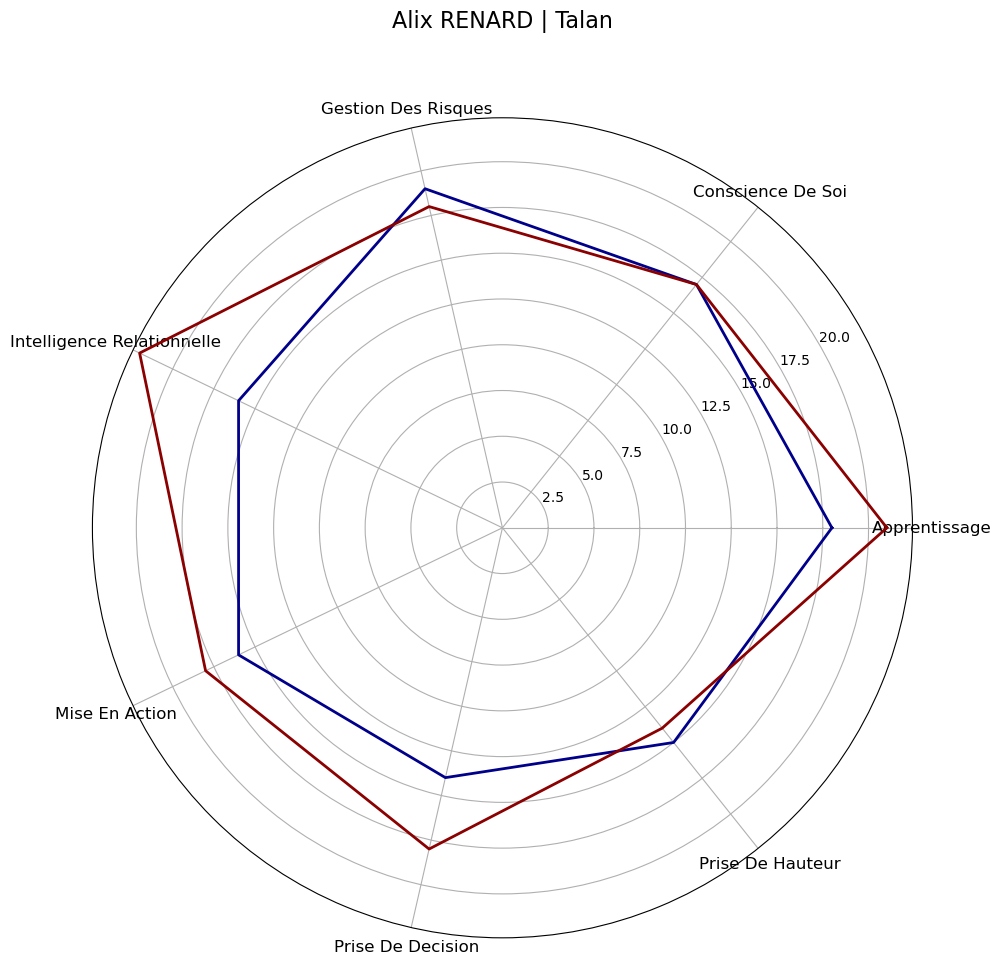 Alix RENARD | Talan
Gestion Des Risques
Conscience De Soi
Intelligence Relationnelle
20.0
17.5
15.0
12.5
10.0
7.5
5.0
2.5
Apprentissage
Mise En Action
Prise De Hauteur
Prise De Decision